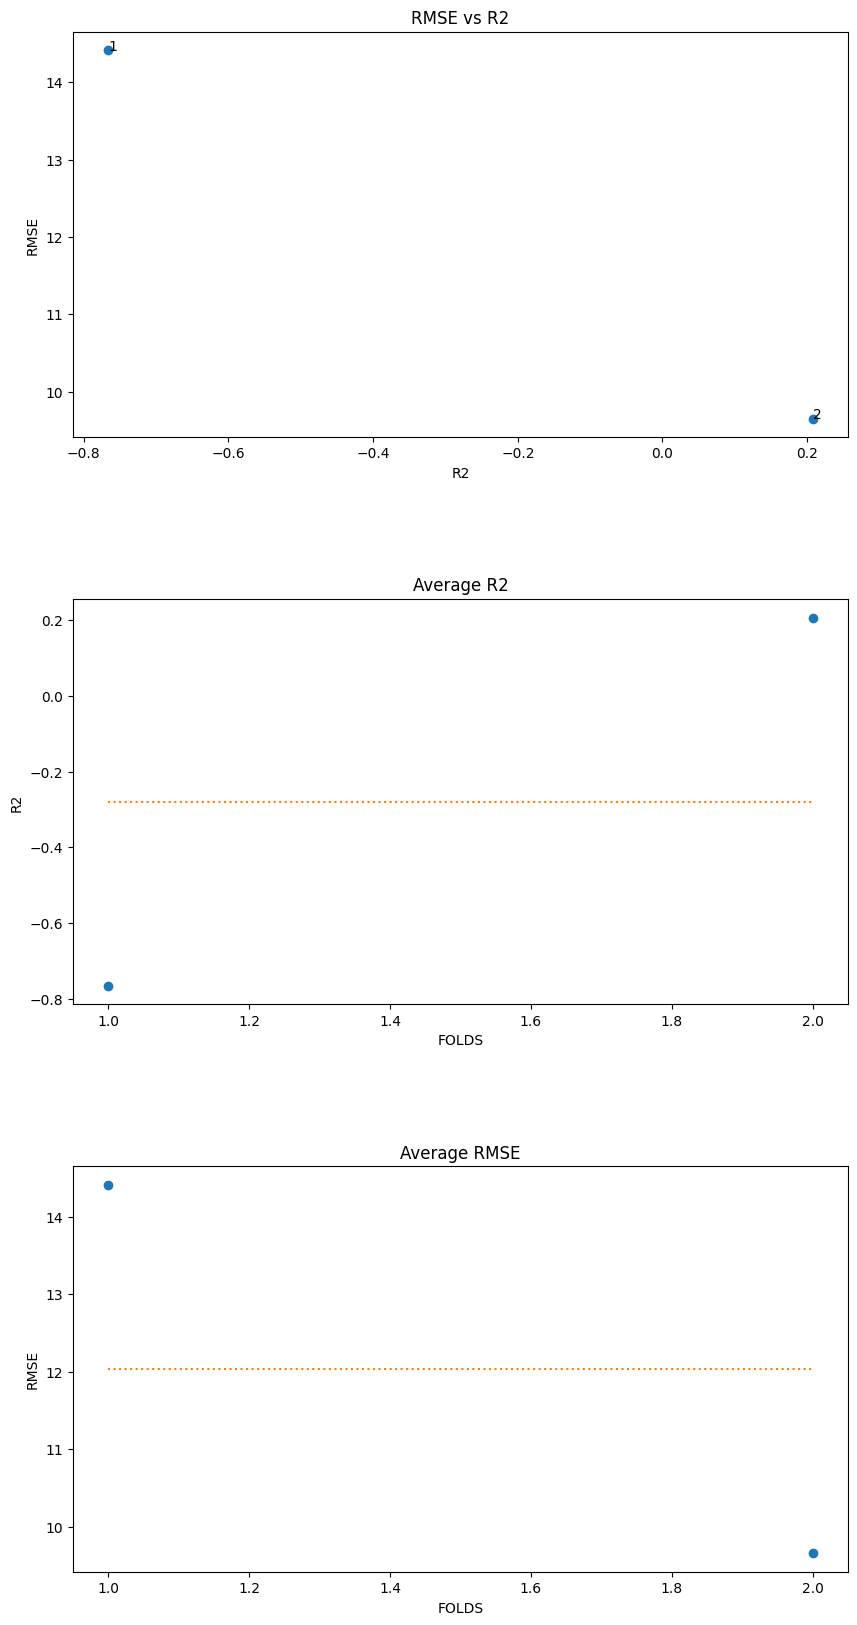 RMSE vs R2
1
14
13
12
11
10
RMSE
2
−0.8 −0.6 −0.4 −0.2 0.0 0.2
R2
Average R2
0.2
0.0
−0.2
−0.4
−0.6
−0.8
R2
1.0 1.2 1.4 1.6 1.8 2.0
FOLDS
Average RMSE
14
13
12
11
10
RMSE
1.0 1.2 1.4 1.6 1.8 2.0
FOLDS